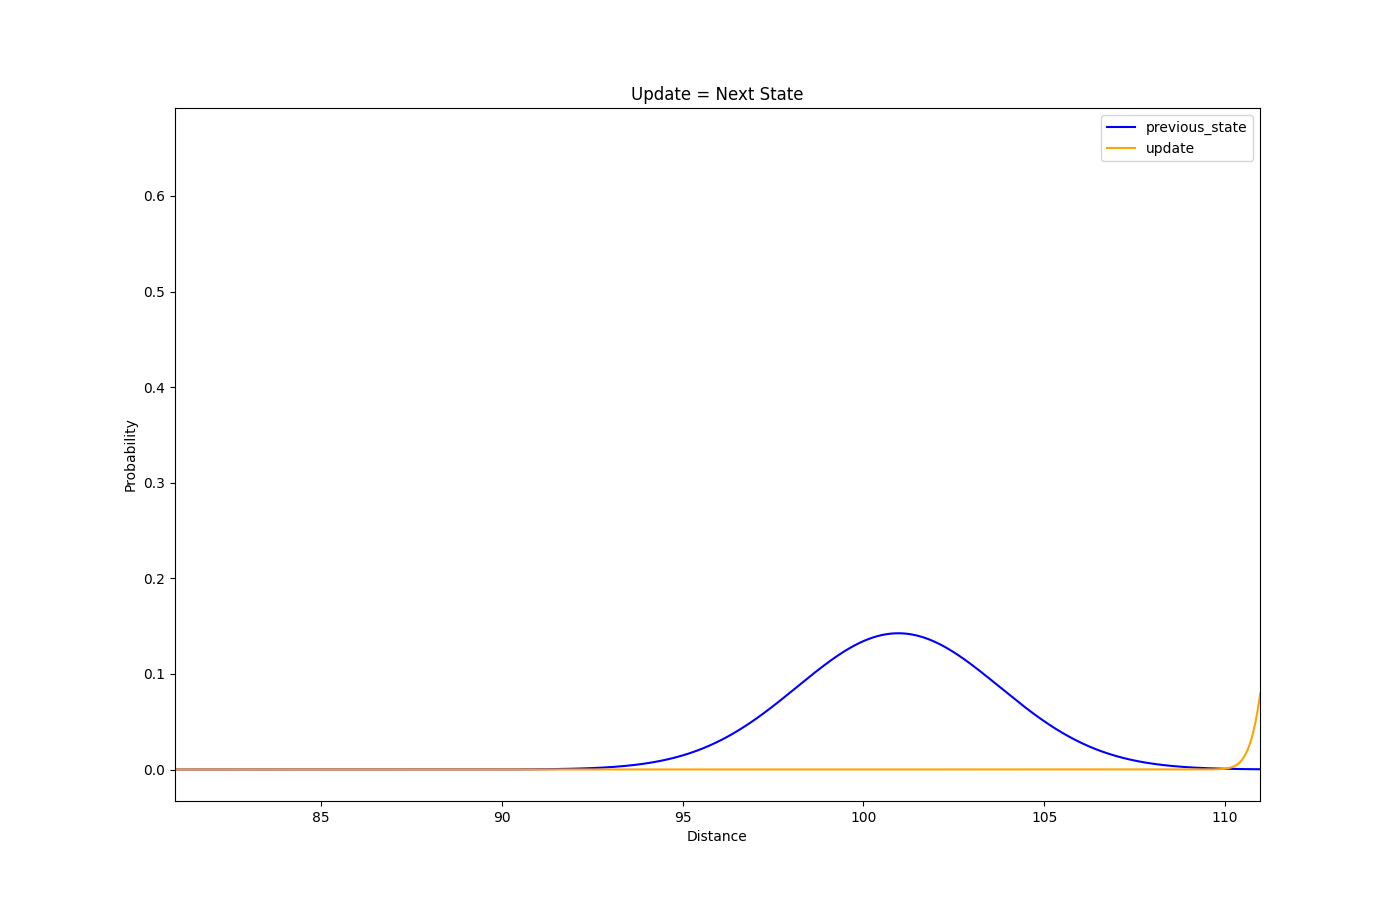 Update = Next State
previous_state
update
Probability
0.6
0.5
0.4
0.3
0.2
0.1
0.0
85 90 95 100 105 110
Distance